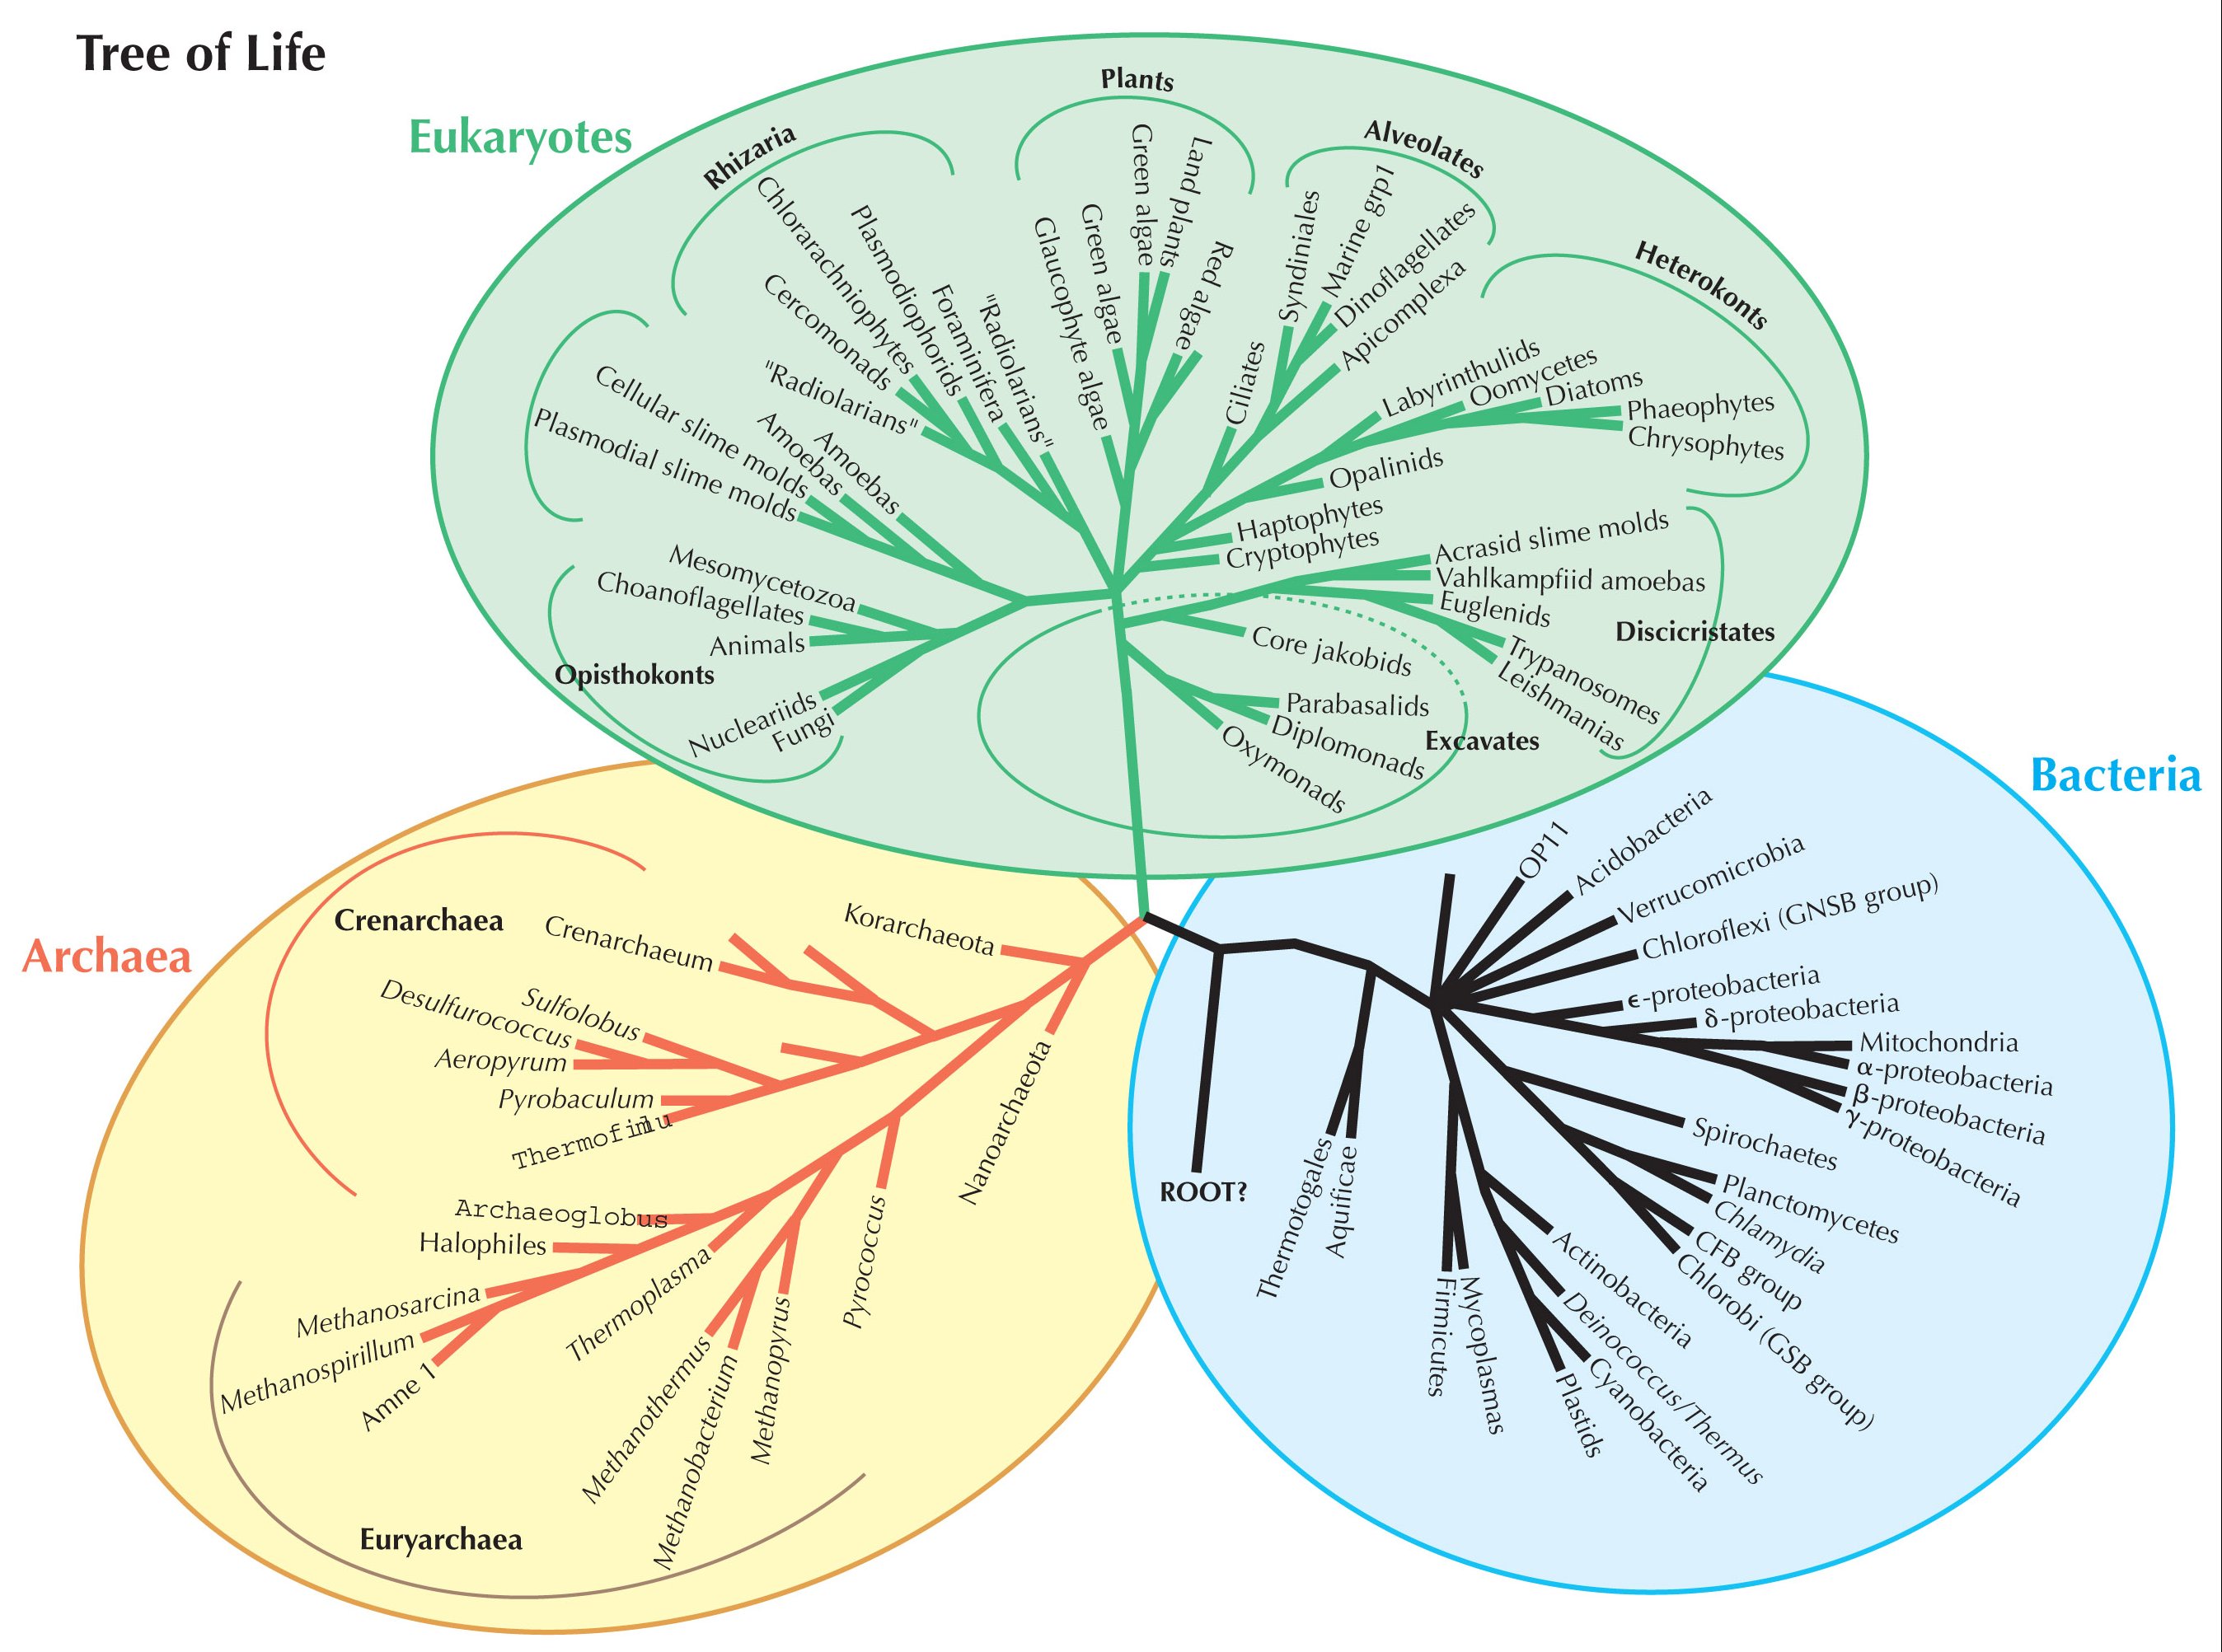 Tree of Life
Eukaryotes
Plants
Rhizaria
Alveolates
Heterokonts
Chlorarachniophytes
Plasmodiophorids
Cercomonads
Foraminifera
"Radiolarians"
"Radiolarians"
Glaucophyte algae
Green algae
Green algae
Land plants
Red algae
Ciliates
Syndiniales
Marine grp1
Dinoflagellates
Apicomplexa
Labyrinthulids
Oomycetes
Diatoms
Phaeophytes
Chrysophytes
Opalinids
Haptophytes
Cryptophytes
Cellular slime molds
Plasmodial slime molds
Amoebas
Amoebas
Mesomycetozoa
Choanoflagellates
Animals
Opisthokonts
Nucleariids
Fungi
Acrasid slime molds
Vahlkampfiid amoebas
Euglenids
Trypanosomes
Leishmanias
Discicristates
Core jakobids
Parabasalids
Diplomonads
Oxymonads
Excavates
Archaea
Crenarchaea
Korarchaeota
Crenarchaeum
Sulfolobus
Desulfurococcus
Aeropyrum
Pyrobaculum
Nanoarchaeota
Archaeoglobus
Halophiles
Methanosarcina
Methanospirillum
Amne 1
Thermoplasma
Methanothermus
Methanobacterium
Methanopyrus
Pyrococcus
Euryarchaea
Bacteria
OP11
Acidobacteria
Verrucomicrobia
Chloroflexi (GNSB group)
ϵ-proteobacteria
δ-proteobacteria
Mitochondria
α-proteobacteria
β-proteobacteria
γ-proteobacteria
Spirochaetes
Planctomycetes
Chlamydia
CFB group
Chlorobi (GSB group)
Actinobacteria
Deinococcus/Thermus
Cyanobacteria
Plastids
Mycoplasmas
Firmicutes
Aquificae
Thermotogales
ROOT?